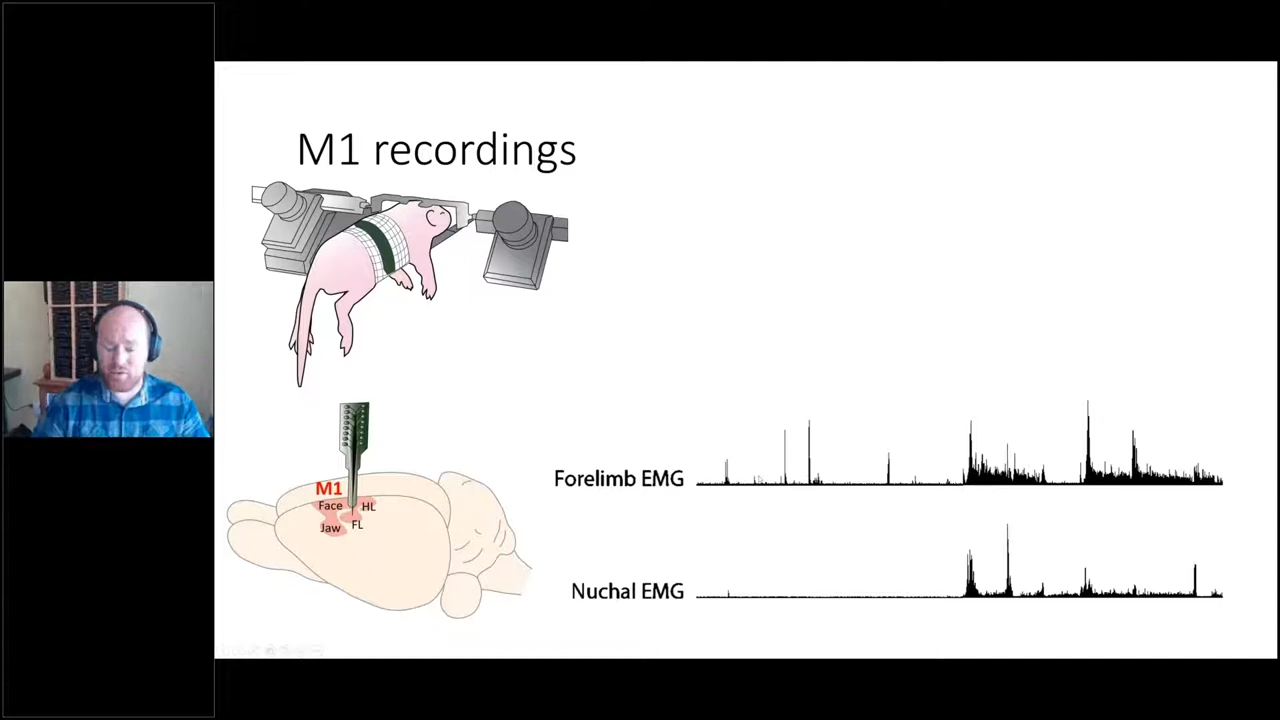 M1 recordings
M1
Face
HL
Jaw
FL
Forelimb EMG
Nuchal EMG